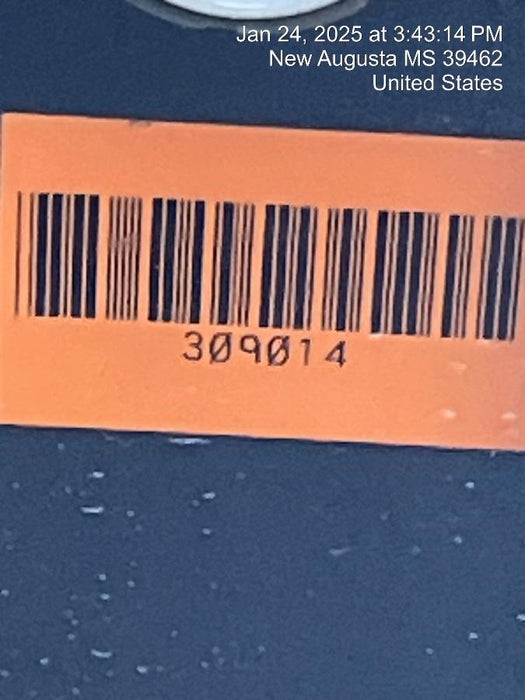 Jan 24, 2025 at 3:43:14 PM
New Augusta MS 39462
United States
309014